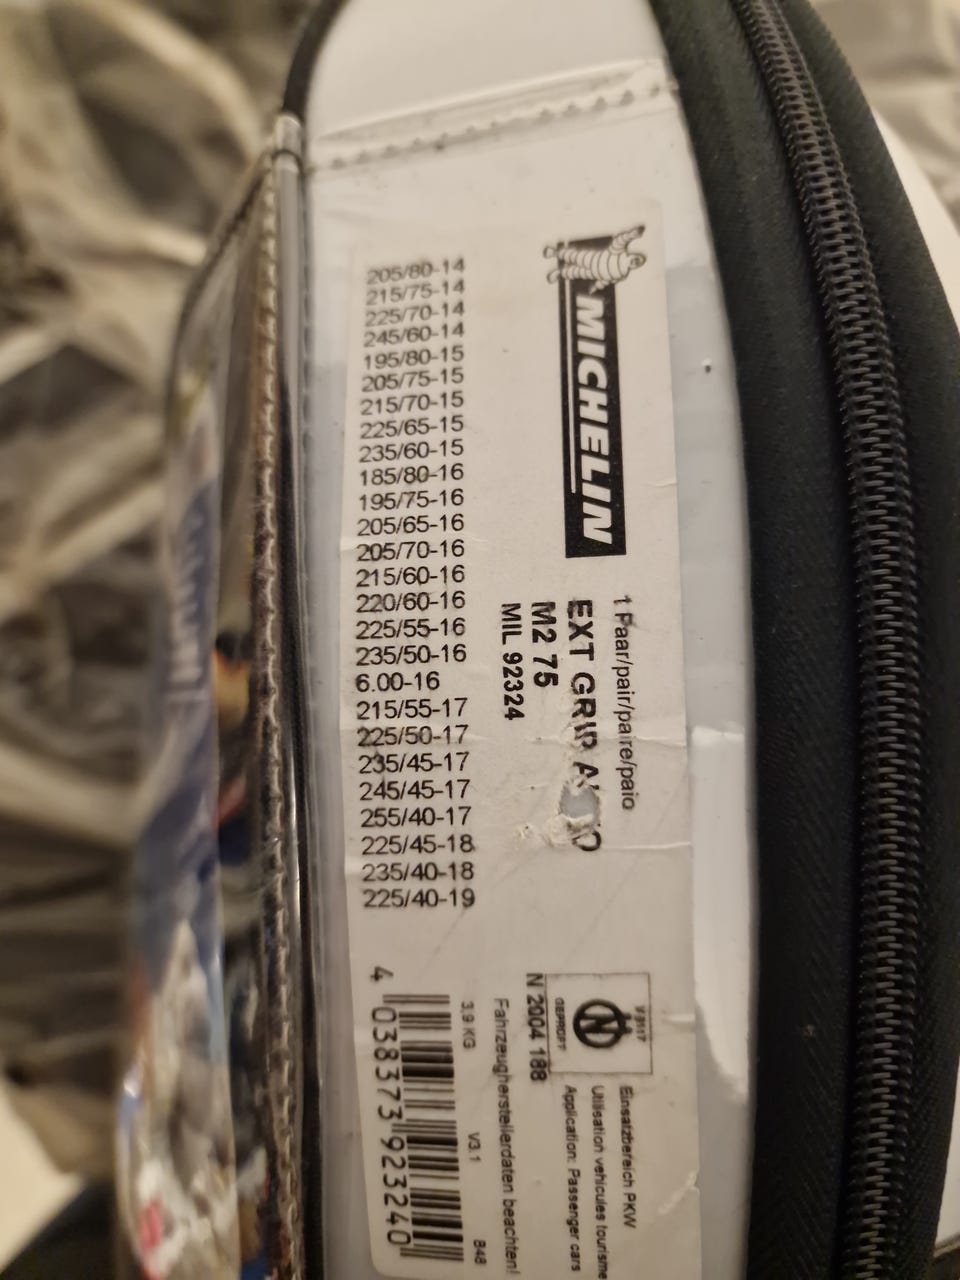 MICHELIN
1 Paar/pair/paire/paio
EXT GRIP
M2 75
MIL 92324
205/80-14
215/75-14
225/70-14
245/60-14
195/80-15
205/75-15
215/70-15
225/65-15
235/60-15
185/80-16
195/75-16
205/65-16
205/70-16
215/60-16
220/60-16
225/55-16
235/50-16
6.00-16
215/55-17
225/50-17
235/45-17
245/45-17
255/40-17
225/45-18
235/40-18
225/40-19
Einsatzbereich PKW
Utilisation vehicules tourisme
Application: Passenger cars
GEPRÜFT
N 2004 188
Fahrzeugherstellerdaten beachten!
3,9 KG V3.1 848
4 038373 923240